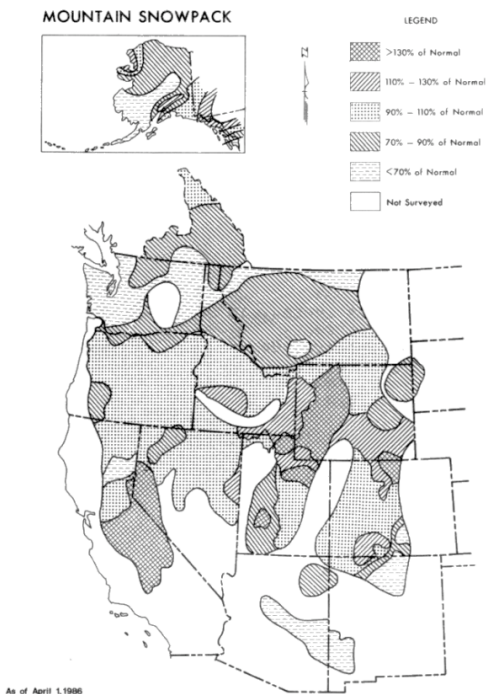 MOUNTAIN SNOWPACK
LEGEND
N
>130% of Normal
110% - 130% of Normal
90% - 110% of Normal
70% - 90% of Normal
<70% of Normal
Not Surveyed
As of April 1, 1986